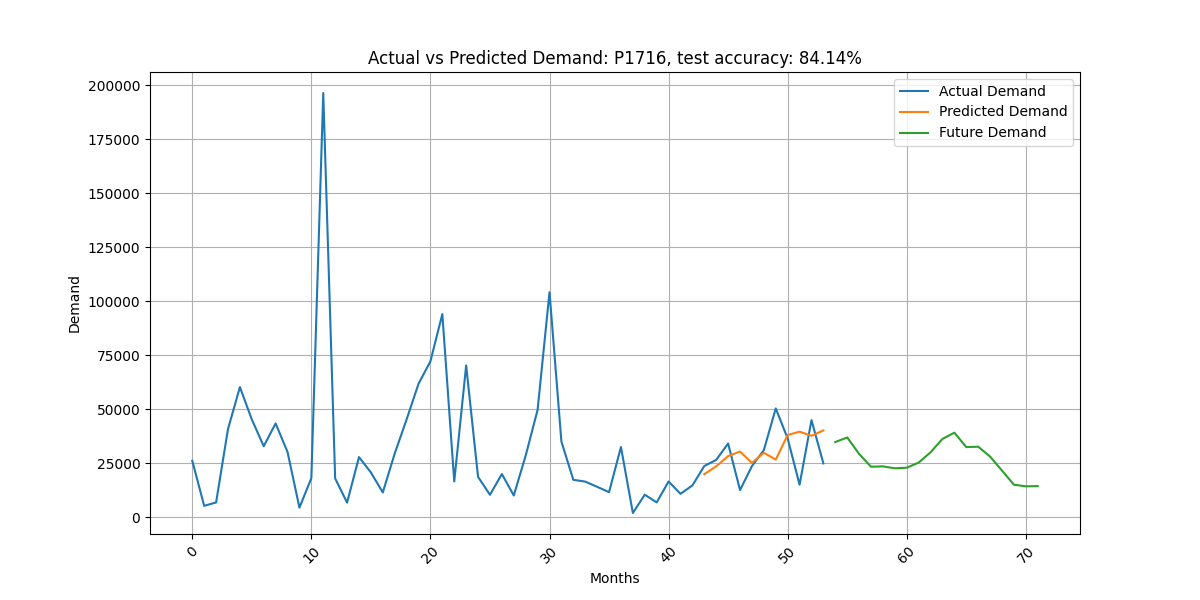 Actual vs Predicted Demand: P1716, test accuracy: 84.14%
200000
175000
150000
125000
100000
75000
50000
25000
0
Demand
Actual Demand
Predicted Demand
Future Demand
0 10 20 30 40 50 60 70
Months